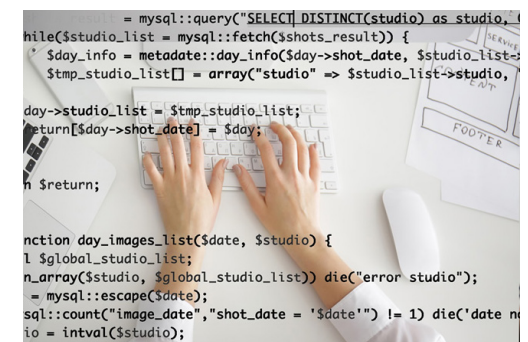 result = mysql::query("SELECT DISTINCT(studio) as studio,
hile($studio_list = mysql::fetch($shots_result)) {
$day_info = metadate::day_info($day->shot_date, $studio_list->
$tmp_studio_list[] = array("studio" => $studio_list->studio,
CONTENT
FOOTER
day->studio_list = $tmp_studio_list;
return[$day->shot_date] = $day;
n $return;
nction day_images_list($date, $studio) {
l $global_studio_list;
n_array($studio, $global_studio_list)) die("error studio");
= mysql::escape($date);
sql::count("image_date","shot_date = '$date'") != 1) die('date no
io = intval($studio);